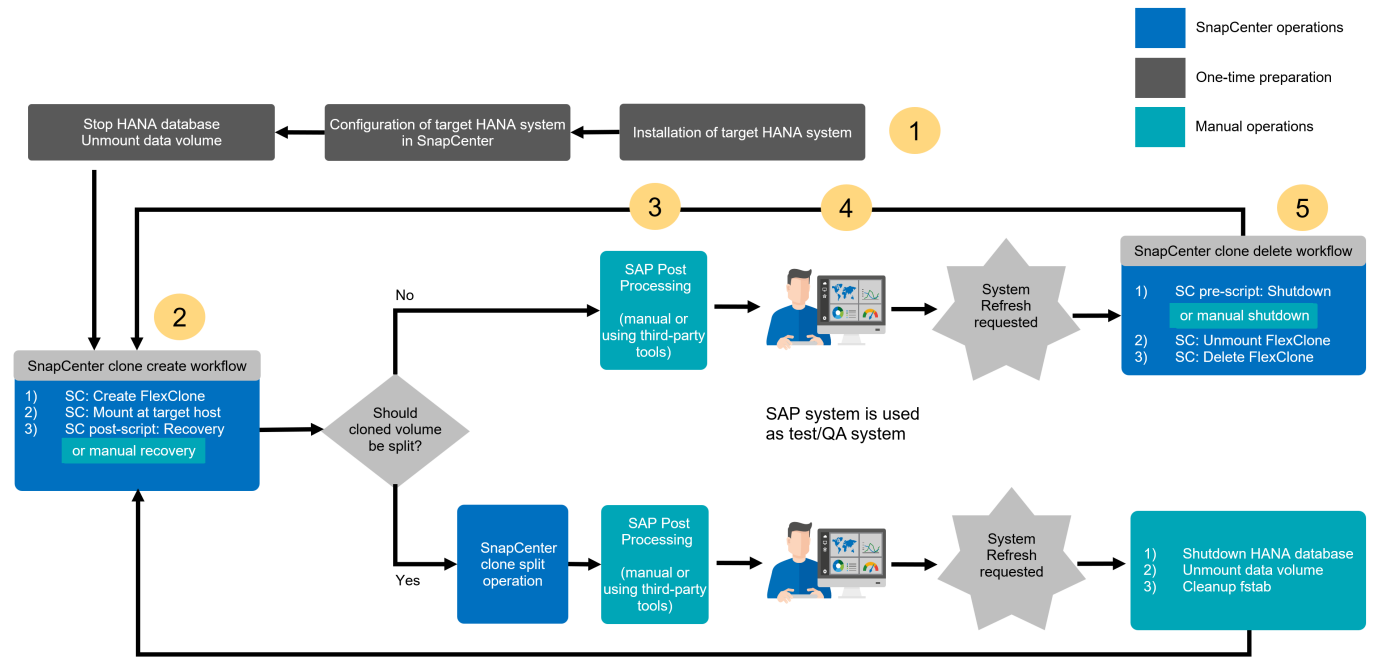 SnapCenter operations
One-time preparation
Manual operations
Stop HANA database
Unmount data volume
Configuration of target HANA system
in SnapCenter
Installation of target HANA system
1
3
4
5
2
SnapCenter clone create workflow
1) SC: Create FlexClone
2) SC: Mount at target host
3) SC post-script: Recovery
or manual recovery
Should
cloned volume
be split?
No
SAP Post
Processing
(manual or
using third-party
tools)
System
Refresh
requested
SnapCenter clone delete workflow
1) SC pre-script: Shutdown
or manual shutdown
2) SC: Unmount FlexClone
3) SC: Delete FlexClone
SAP system is used
as test/QA system
Yes
SnapCenter
clone split
operation
SAP Post
Processing
(manual or
using third-party
tools)
System
Refresh
requested
1) Shutdown HANA database
2) Unmount data volume
3) Cleanup fstab